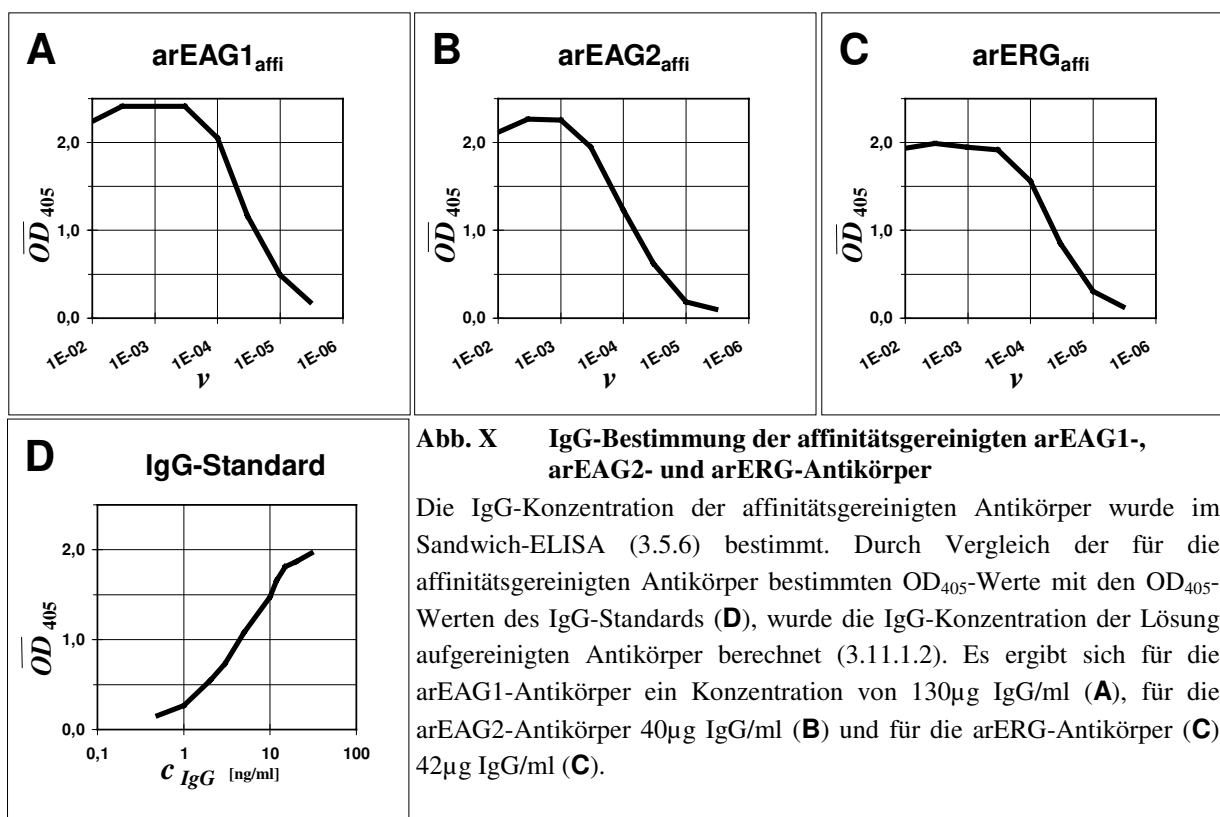 A
arEAG1affi
2,0
1,0
0,0
OD405
1E-02
1E-03
1E-04
1E-05
1E-06
ν
B
arEAG2affi
2,0
1,0
0,0
OD405
1E-02
1E-03
1E-04
1E-05
1E-06
ν
C
arERGaffi
2,0
1,0
0,0
OD405
1E-02
1E-03
1E-04
1E-05
1E-06
ν
D
IgG-Standard
2,0
1,0
0,0
OD405
0,1
1
10
100
c IgG [ng/ml]
Abb. X IgG-Bestimmung der affinitätsgereinigten arEAG1-,
arEAG2- und arERG-Antikörper
Die IgG-Konzentration der affinitätsgereinigten Antikörper wurde im
Sandwich-ELISA (3.5.6) bestimmt. Durch Vergleich der für die
affinitätsgereinigten Antikörper bestimmten OD405-Werte mit den OD405-
Werten des IgG-Standards (D), wurde die IgG-Konzentration der Lösung
aufgereinigten Antikörper berechnet (3.11.1.2). Es ergibt sich für die
arEAG1-Antikörper ein Konzentration von 130µg IgG/ml (A), für die
arEAG2-Antikörper 40µg IgG/ml (B) und für die arERG-Antikörper (C)
42µg IgG/ml (C).